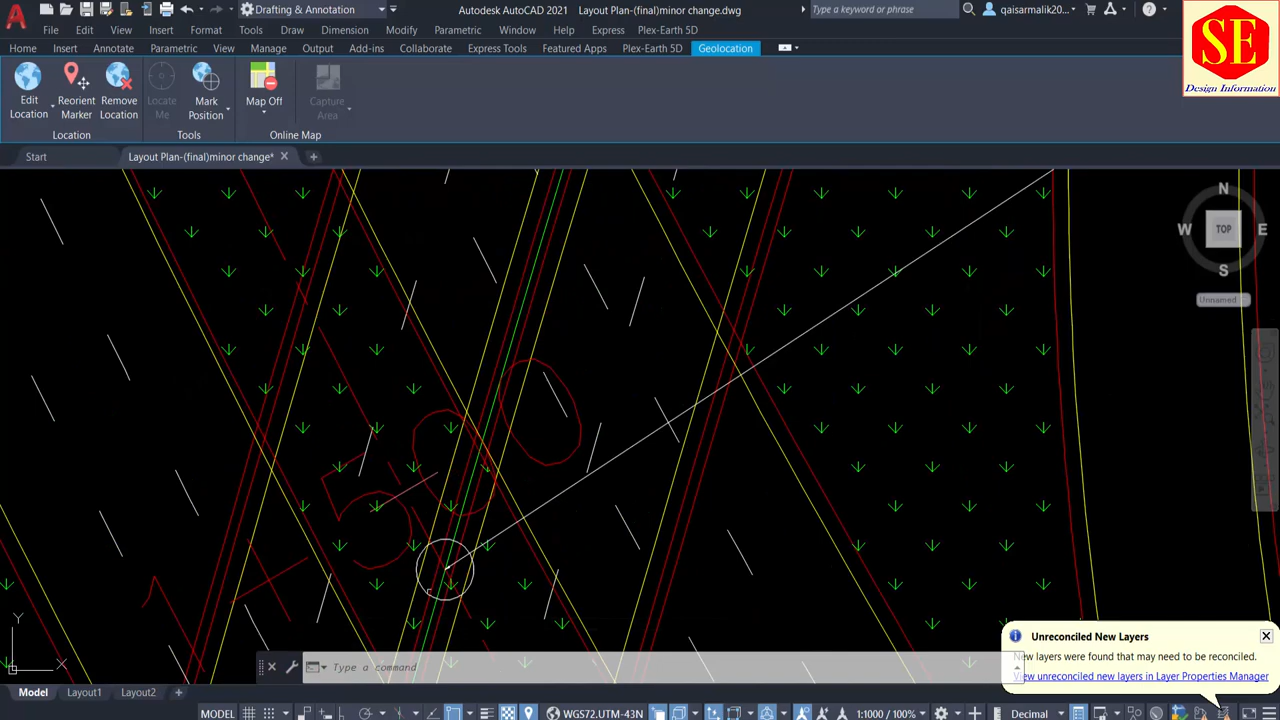 Drafting & Annotation
Autodesk AutoCAD 2021 Layout Plan-(final)minor change.dwg
Type a keyword or phrase
qaisarmalik20...
SE
Design Information
File Edit View Insert Format Tools Draw Dimension Modify Parametric Window Help Express Plex-Earth 5D
Home Insert Annotate Parametric View Manage Output Add-ins Collaborate Express Tools Featured Apps Plex-Earth 5D Geolocation
Edit Location
Reorient Marker
Remove Location
Locate Me
Mark Position
Map Off
Capture Area
Location Tools Online Map
Start Layout Plan-(final)minor change*
N
W TOP E
S
Unnamed
Y
X
Type a command
Unreconciled New Layers
New layers were found that may need to be reconciled.
View unreconciled new layers in Layer Properties Manager
Model Layout1 Layout2
MODEL WGS72.UTM-43N 1:1000 / 100% Decimal